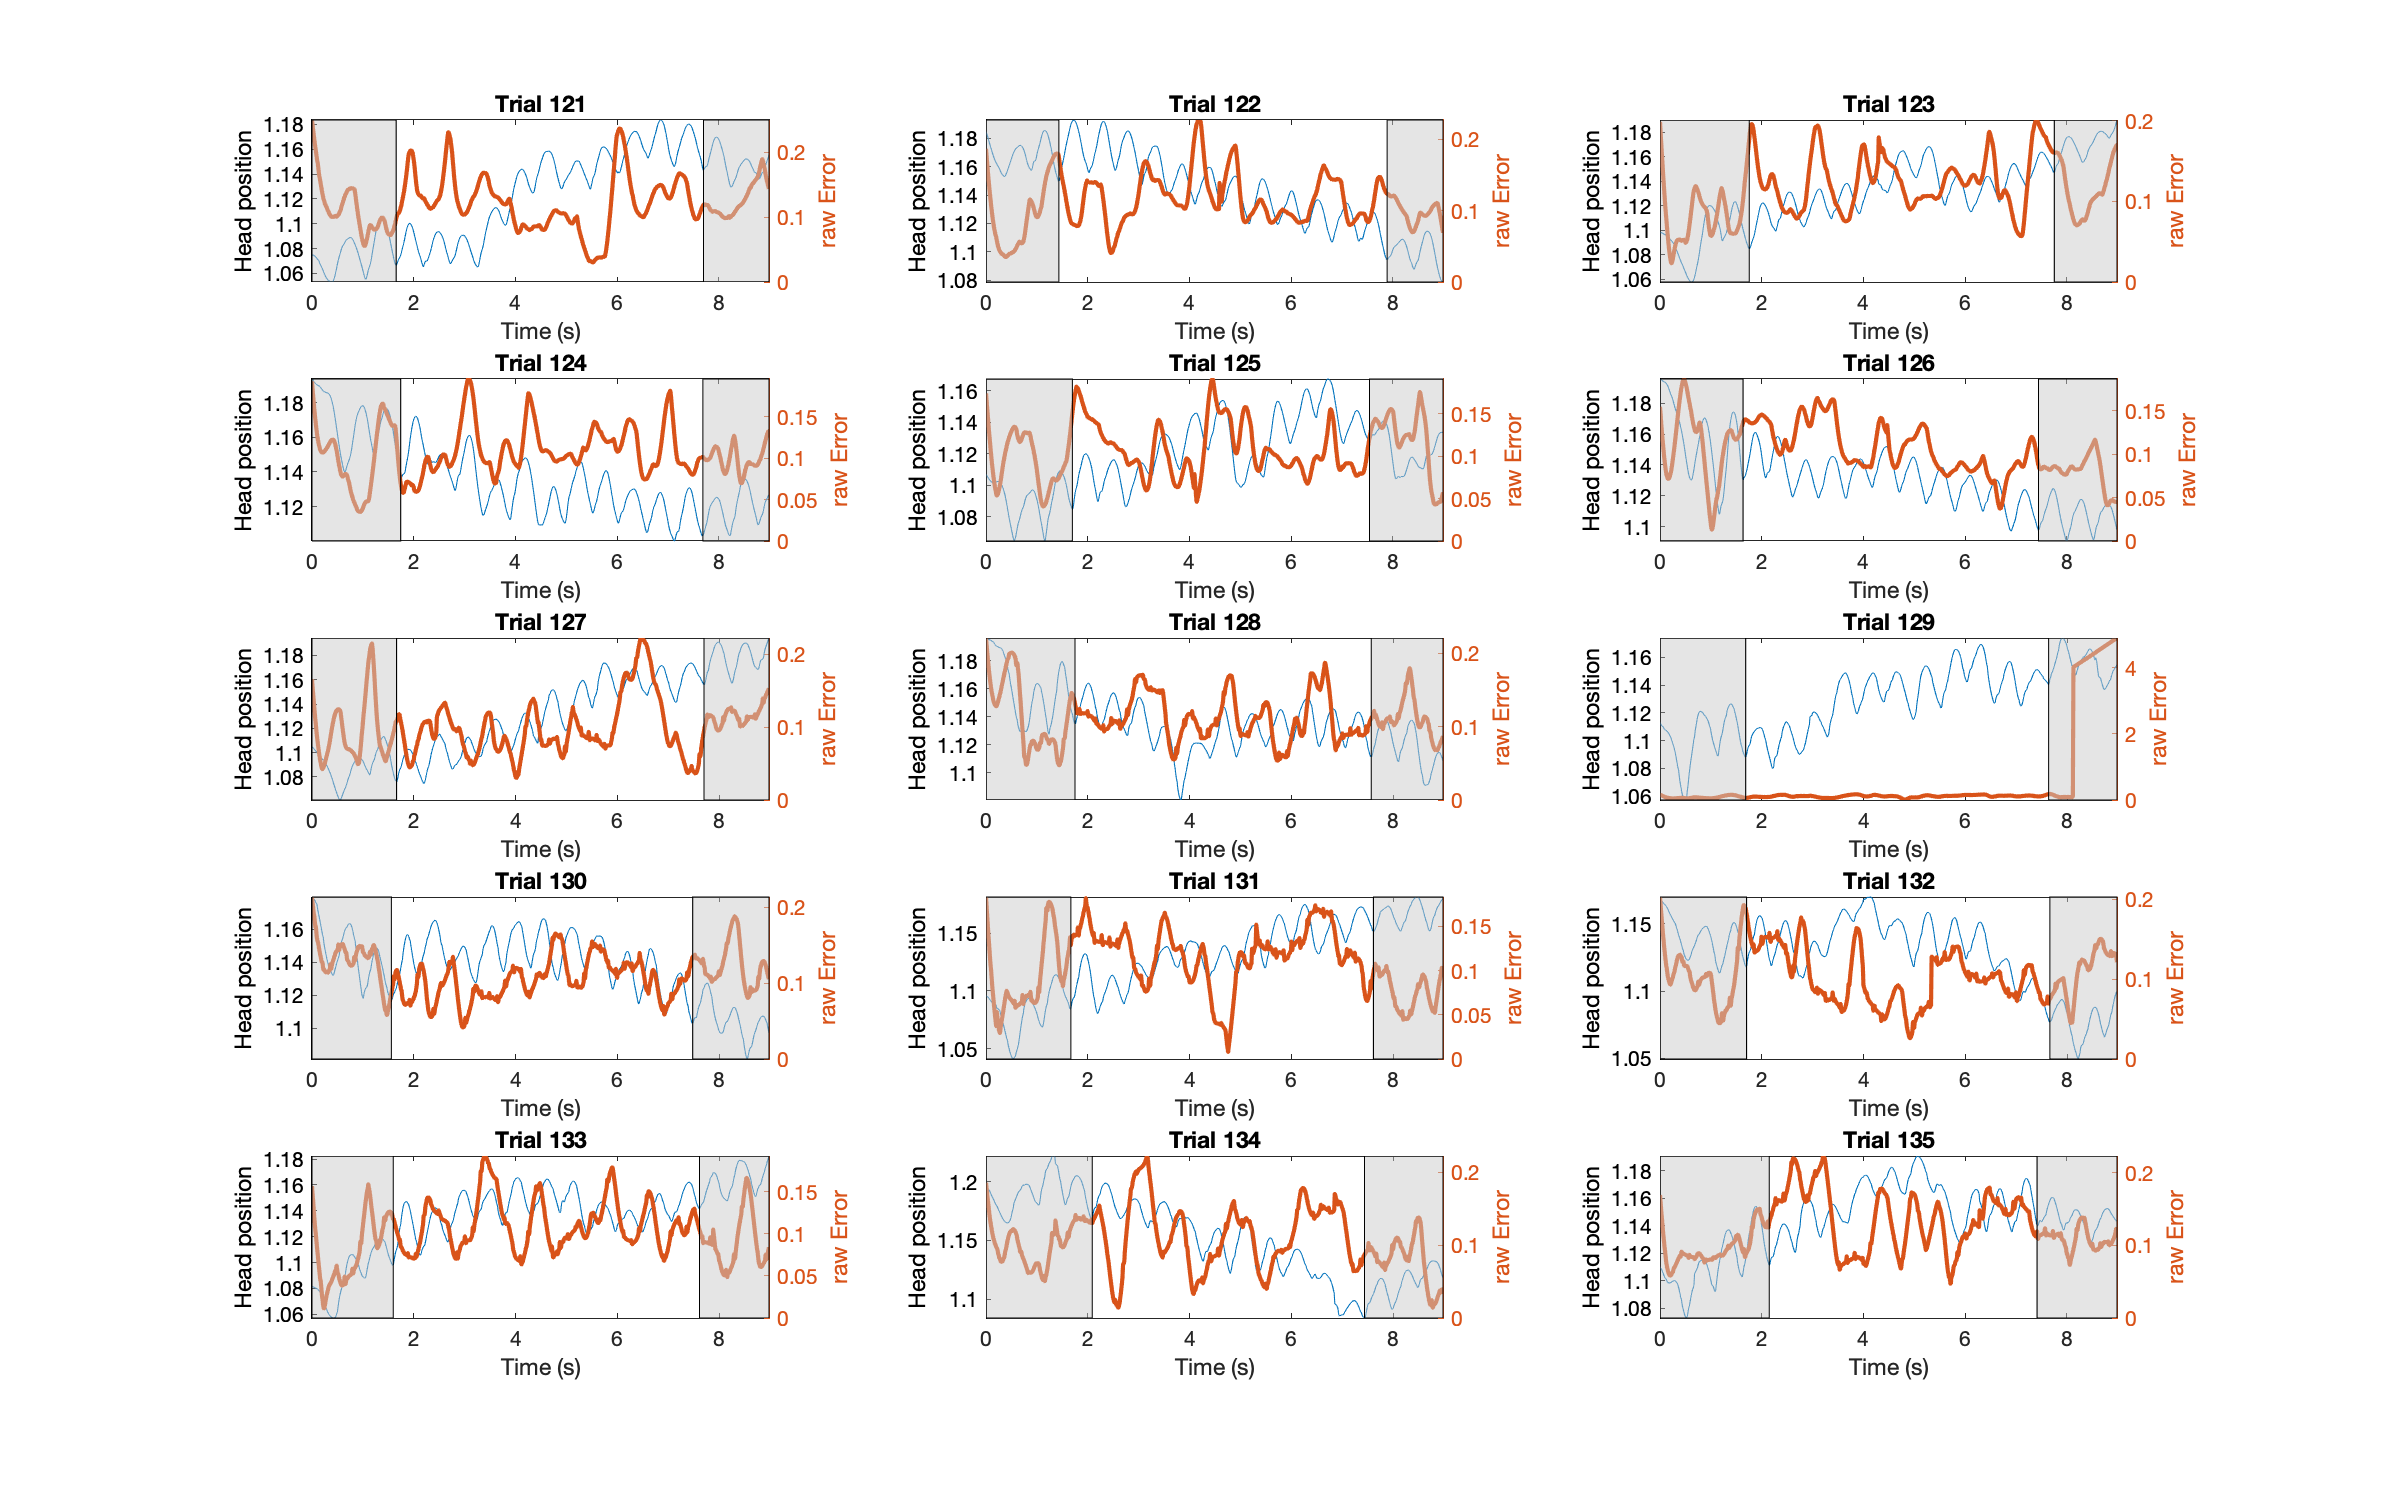 Trial 121
Head position
1.18
1.16
1.14
1.12
1.1
1.08
1.06
0.2
0.1
0
raw Error
0 2 4 6 8
Time (s)
Trial 122
Head position
1.18
1.16
1.14
1.12
1.1
1.08
0.2
0.1
0
raw Error
0 2 4 6 8
Time (s)
Trial 123
Head position
1.18
1.16
1.14
1.12
1.1
1.08
1.06
0.2
0.1
0
raw Error
0 2 4 6 8
Time (s)
Trial 124
Head position
1.18
1.16
1.14
1.12
0.15
0.1
0.05
0
raw Error
0 2 4 6 8
Time (s)
Trial 125
Head position
1.16
1.14
1.12
1.1
1.08
0.15
0.1
0.05
0
raw Error
0 2 4 6 8
Time (s)
Trial 126
Head position
1.18
1.16
1.14
1.12
1.1
0.15
0.1
0.05
0
raw Error
0 2 4 6 8
Time (s)
Trial 127
Head position
1.18
1.16
1.14
1.12
1.1
1.08
0.2
0.1
0
raw Error
0 2 4 6 8
Time (s)
Trial 128
Head position
1.18
1.16
1.14
1.12
1.1
0.2
0.1
0
raw Error
0 2 4 6 8
Time (s)
Trial 129
Head position
1.16
1.14
1.12
1.1
1.08
1.06
4
2
0
raw Error
0 2 4 6 8
Time (s)
Trial 130
Head position
1.16
1.14
1.12
1.1
0.2
0.1
0
raw Error
0 2 4 6 8
Time (s)
Trial 131
Head position
1.15
1.1
1.05
0.15
0.1
0.05
0
raw Error
0 2 4 6 8
Time (s)
Trial 132
Head position
1.15
1.1
1.05
0.2
0.1
0
raw Error
0 2 4 6 8
Time (s)
Trial 133
Head position
1.18
1.16
1.14
1.12
1.1
1.08
1.06
0.15
0.1
0.05
0
raw Error
0 2 4 6 8
Time (s)
Trial 134
Head position
1.2
1.15
1.1
0.2
0.1
0
raw Error
0 2 4 6 8
Time (s)
Trial 135
Head position
1.18
1.16
1.14
1.12
1.1
1.08
0.2
0.1
0
raw Error
0 2 4 6 8
Time (s)